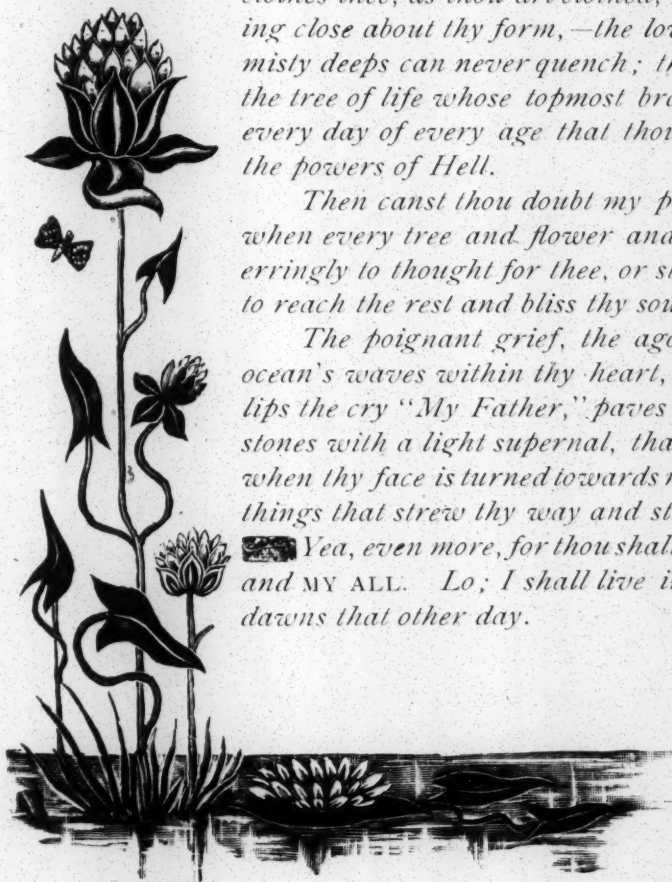 ing close about thy form,—the lo
misty deeps can never quench; th
the tree of life whose topmost bra
every day of every age that thou
the powers of Hell.
Then canst thou doubt my p
when every tree and flower and
erringly to thought for thee, or s
to reach the rest and bliss thy sou
The poignant grief, the ago
ocean's waves within thy heart,
lips the cry "My Father," paves
stones with a light supernal, tha
when thy face is turned towards
things that strew thy way and st
Yea, even more, for thou shall
and MY ALL. Lo; I shall live i
dawns that other day.